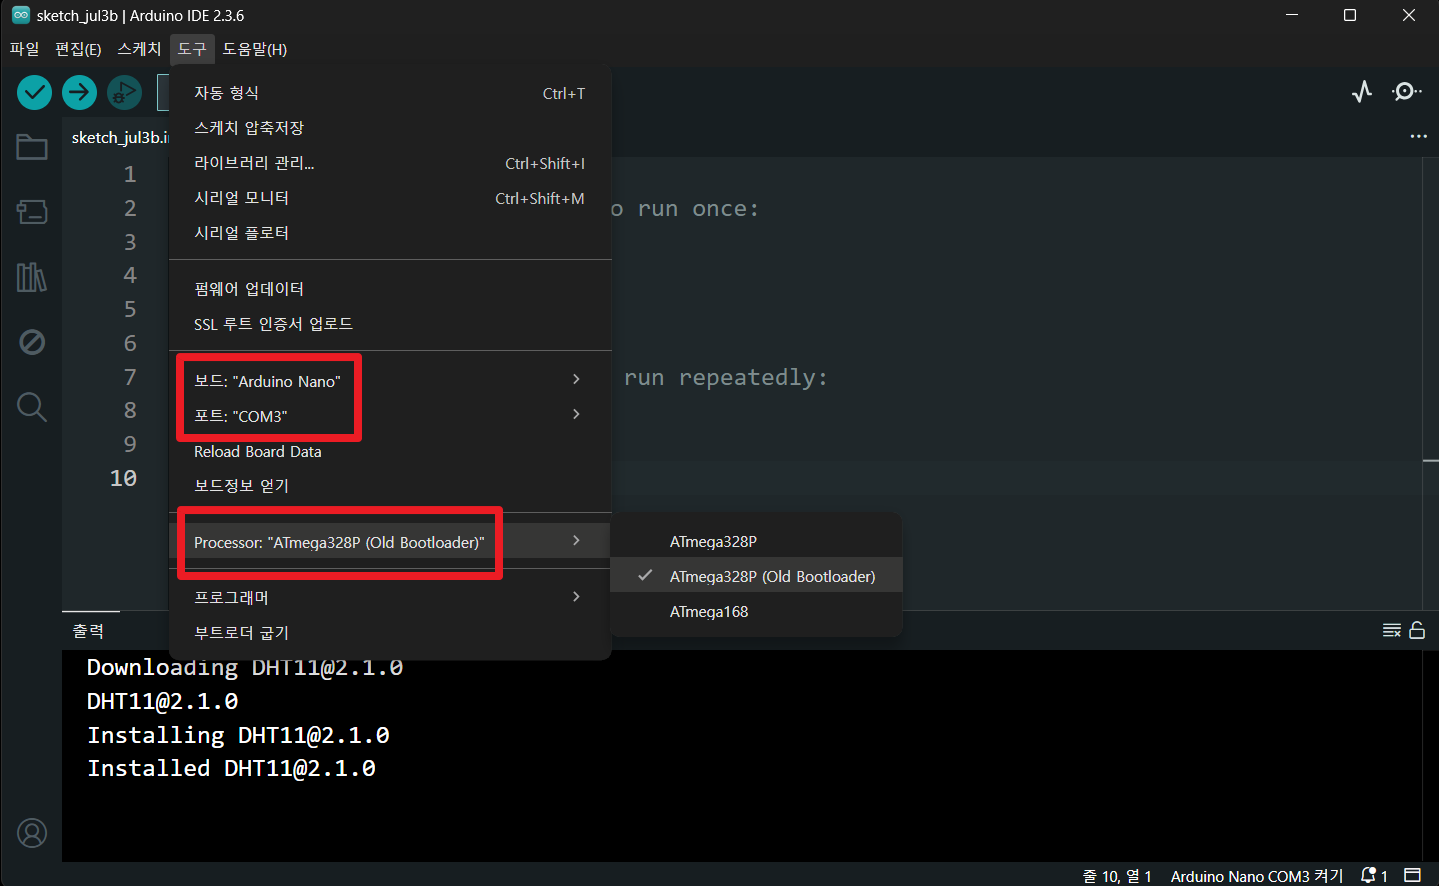 sketch_jul3b | Arduino IDE 2.3.6
파일 편집(E) 스케치 도구 도움말(H)
자동 형식 Ctrl+T
스케치 압축저장
라이브러리 관리... Ctrl+Shift+I
시리얼 모니터 Ctrl+Shift+M
시리얼 플로터
펌웨어 업데이터
SSL 루트 인증서 업로드
보드: "Arduino Nano"
포트: "COM3"
Reload Board Data
보드정보 얻기
Processor: "ATmega328P (Old Bootloader)"
프로그래머
부트로더 굽기
ATmega328P
ATmega328P (Old Bootloader)
ATmega168
sketch_jul3b.i
1
2 o run once:
3
4
5
6
7 run repeatedly:
8
9
10
출력
Downloading DHT11@2.1.0
DHT11@2.1.0
Installing DHT11@2.1.0
Installed DHT11@2.1.0
줄 10, 열 1 Arduino Nano COM3 켜기 1